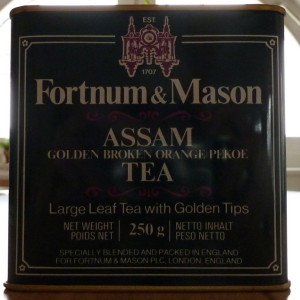 EST
1707
Fortnum & Mason
ASSAM
GOLDEN BROKEN ORANGE PEKOE
TEA
Large Leaf Tea with Golden Tips
NET WEIGHT 250 g NETTO INHALT
POIDS NET PESO NETTO
SPECIALLY BLENDED AND PACKED IN ENGLAND
FOR FORTNUM & MASON PLC. LONDON, ENGLAND